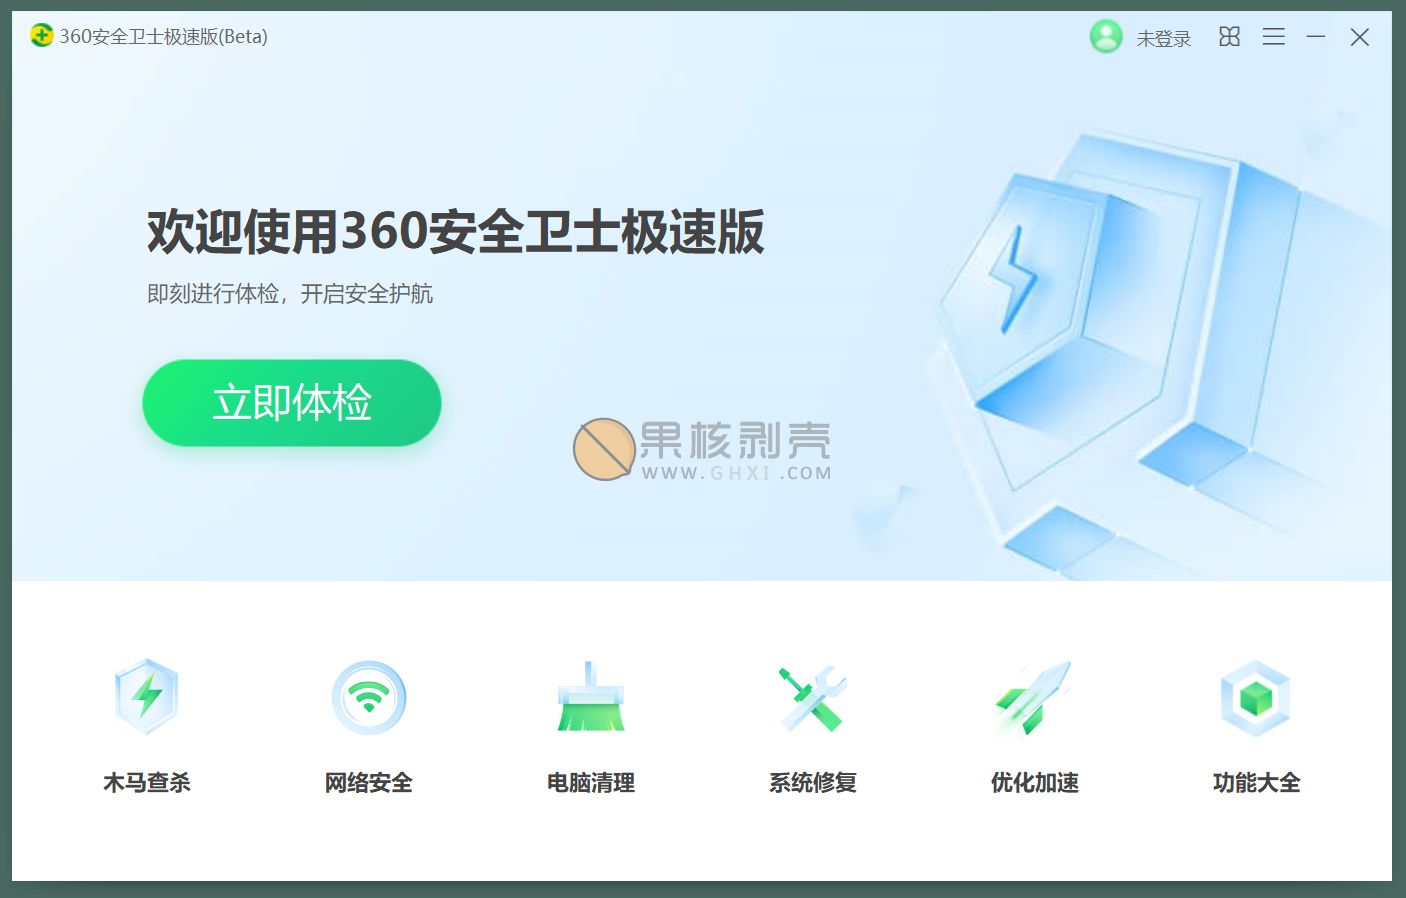 360安全卫士极速版(Beta)
未登录
欢迎使用360安全卫士极速版
即刻进行体检，开启安全护航
立即体检
果核剥壳
WWW.GHXI.COM
木马查杀
网络安全
电脑清理
系统修复
优化加速
功能大全